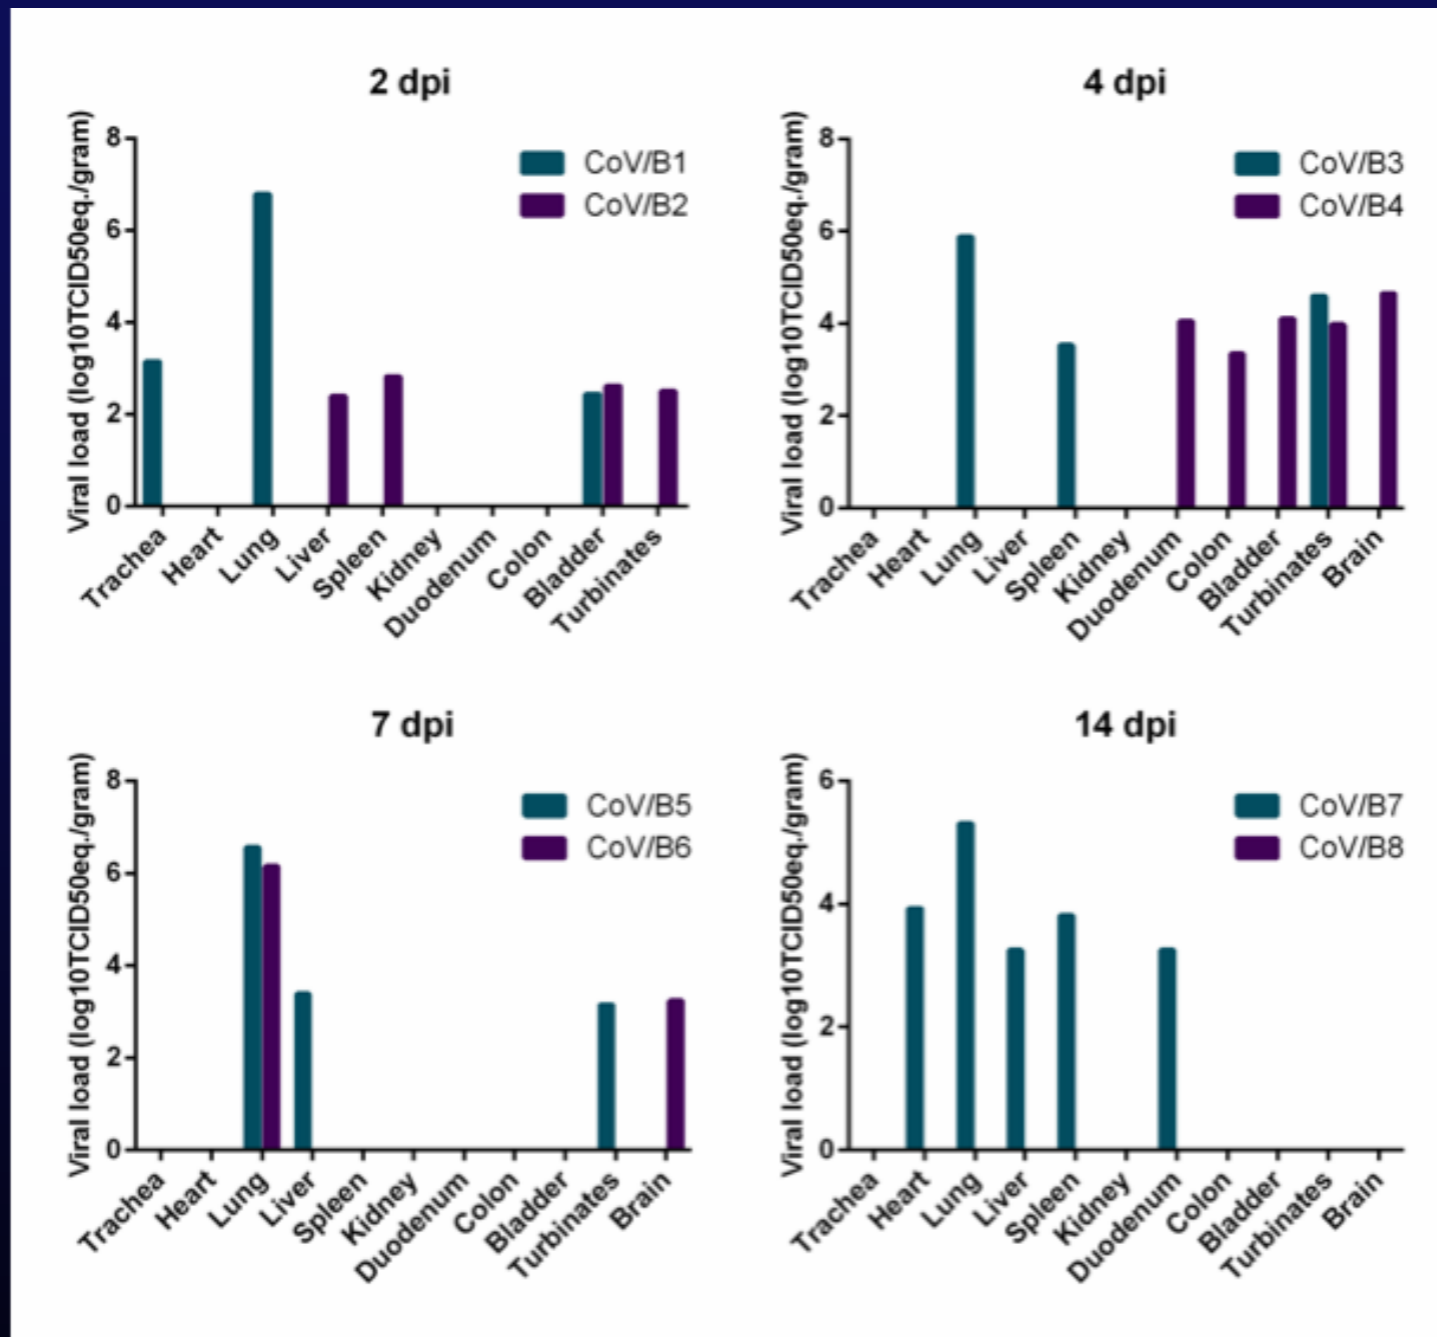 2 dpi
Viral load (log10TCID50eq./gram)
8
6
4
2
0
CoV/B1
CoV/B2
Trachea
Heart
Lung
Liver
Spleen
Kidney
Duodenum
Colon
Bladder
Turbinates
4 dpi
Viral load (log10TCID50eq./gram)
8
6
4
2
0
CoV/B3
CoV/B4
Trachea
Heart
Lung
Liver
Spleen
Kidney
Duodenum
Colon
Bladder
Turbinates
Brain
7 dpi
Viral load (log10TCID50eq./gram)
8
6
4
2
0
CoV/B5
CoV/B6
Trachea
Heart
Lung
Liver
Spleen
Kidney
Duodenum
Colon
Bladder
Turbinates
Brain
14 dpi
Viral load (log10TCID50eq./gram)
6
4
2
0
CoV/B7
CoV/B8
Trachea
Heart
Lung
Liver
Spleen
Kidney
Duodenum
Colon
Bladder
Turbinates
Brain